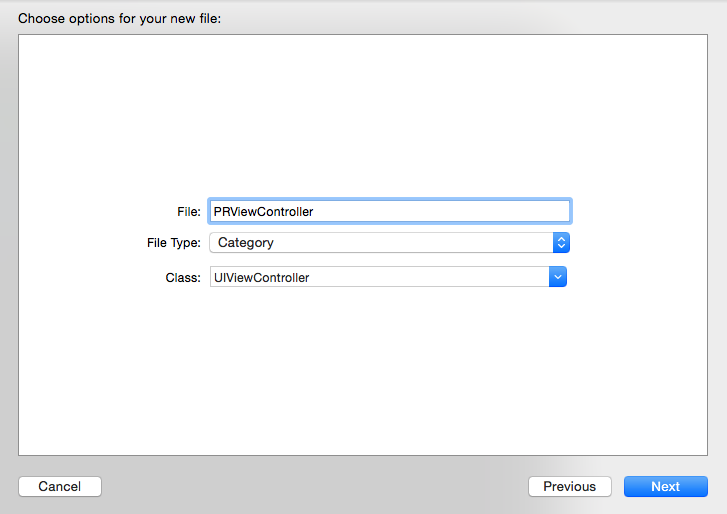 Choose options for your new file:
File: PRViewController
File Type: Category
Class: UIViewController
Cancel Previous Next